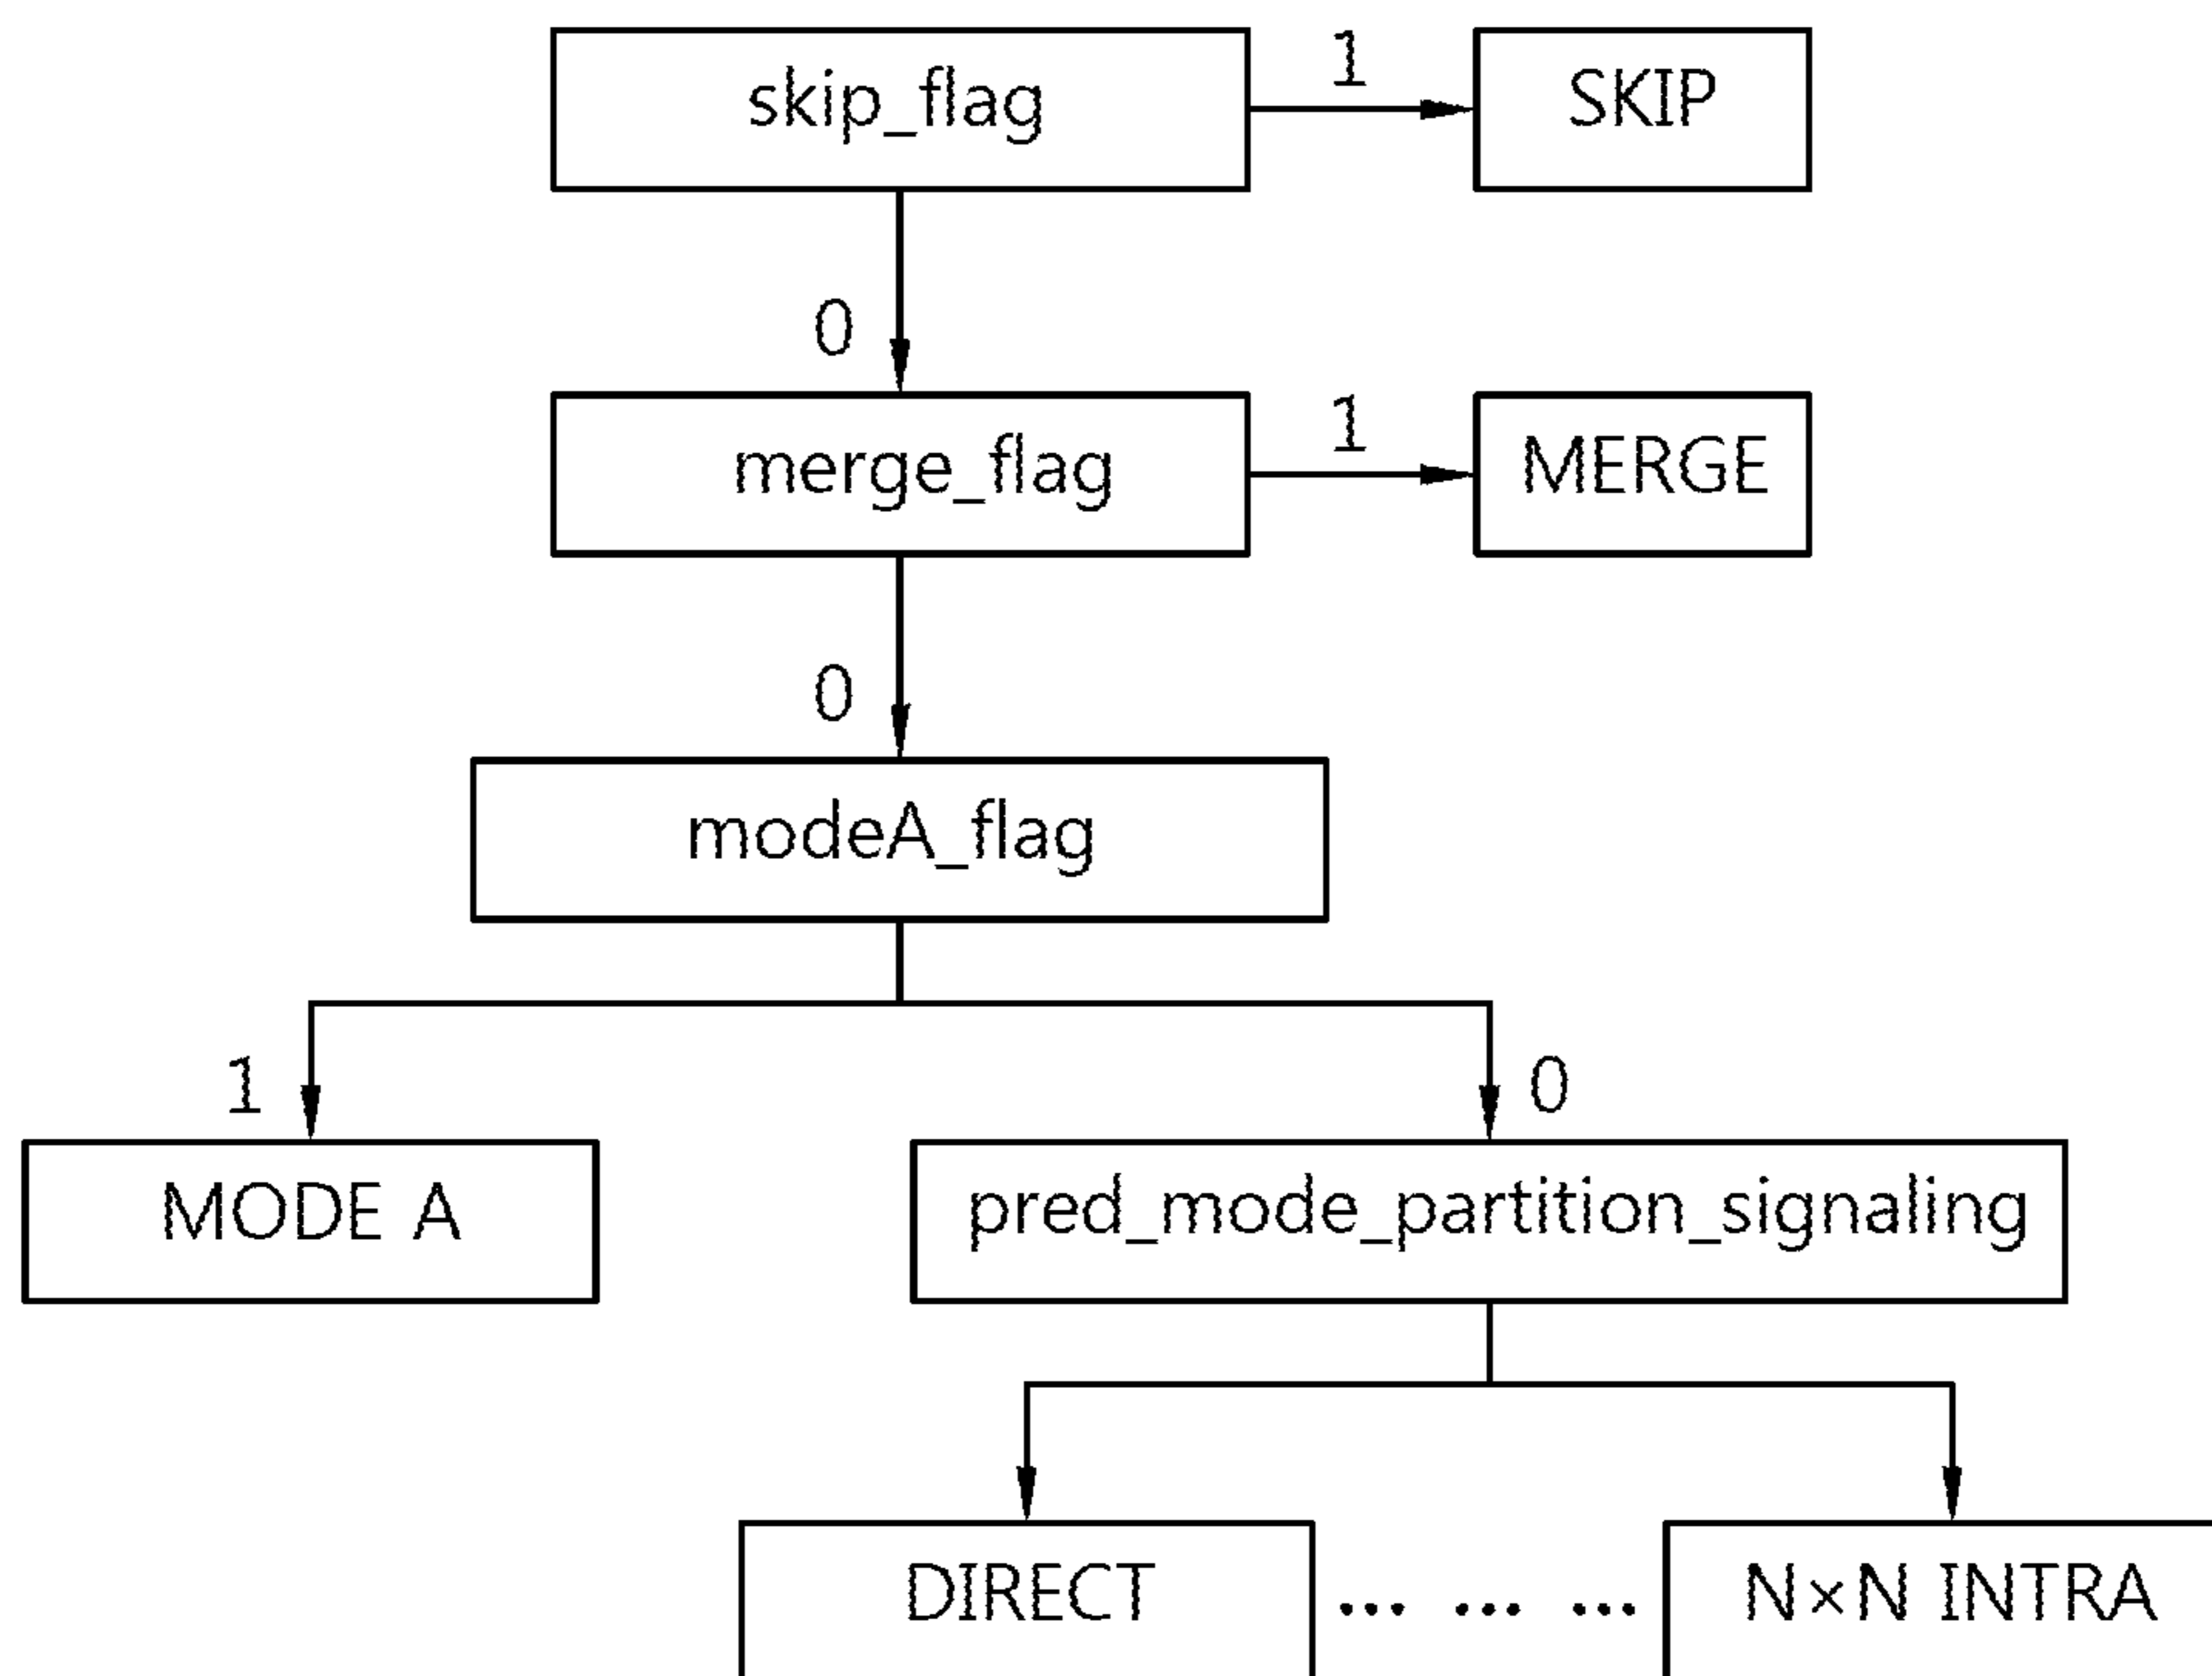 skip_flag
1
SKIP
0
merge_flag
1
MERGE
0
modeA_flag
1
0
MODE A
pred_mode_partition_signaling
DIRECT
... ... ...
N×N INTRA